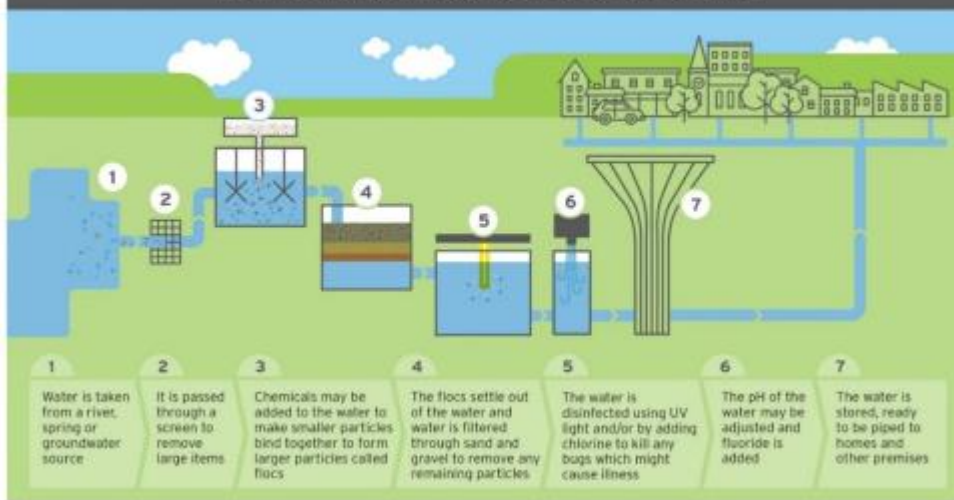 3
1
2
4
5
6
7
1
Water is taken
from a river,
spring or
groundwater
source
2
It is passed
through a
screen to
remove
large items
3
Chemicals may be
added to the water to
make smaller particles
bind together to form
larger particles called
flocs
4
The flocs settle out
of the water and
water is filtered
through sand and
gravel to remove any
remaining particles
5
The water is
disinfected using UV
light and/or by adding
chlorine to kill any
bugs which might
cause illness
6
The pH of the
water may be
adjusted and
fluoride is
added
7
The water is
stored, ready
to be piped to
homes and
other premises